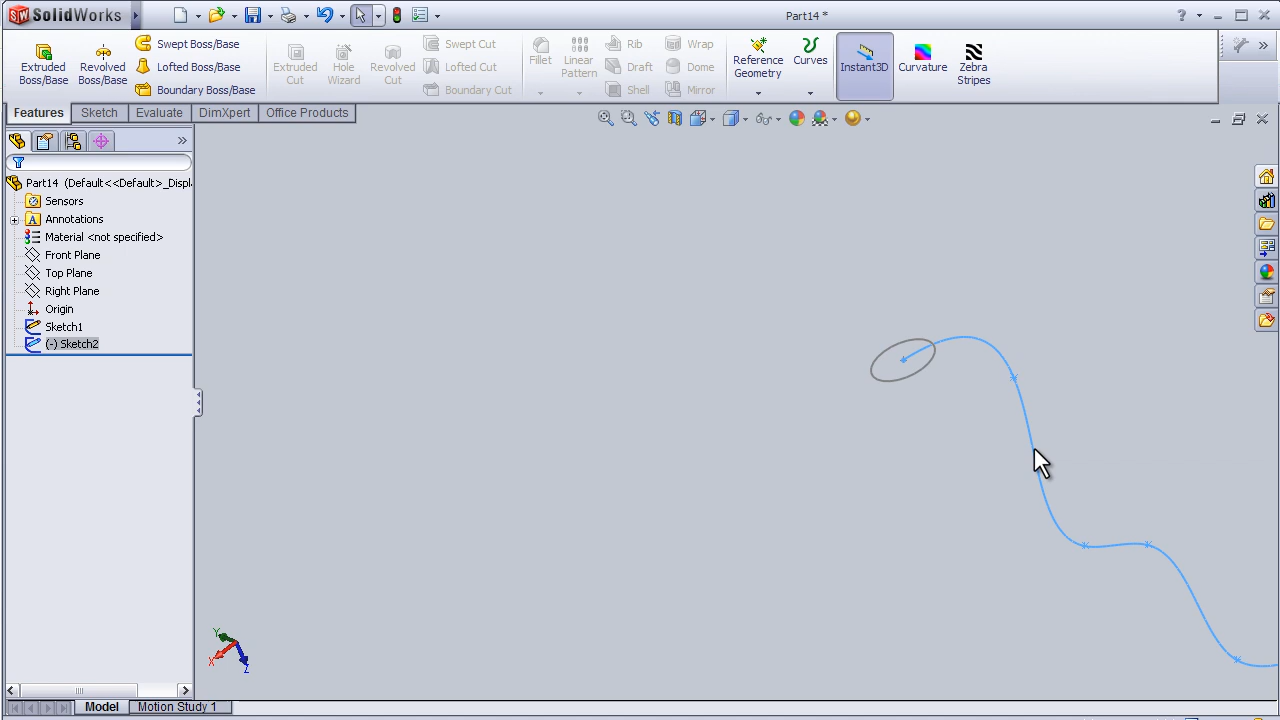 SW SolidWorks
Part14 *
?
Extruded Boss/Base
Revolved Boss/Base
Swept Boss/Base
Lofted Boss/Base
Boundary Boss/Base
Extruded Cut
Hole Wizard
Revolved Cut
Swept Cut
Lofted Cut
Boundary Cut
Fillet
Linear Pattern
Rib
Draft
Shell
Wrap
Dome
Mirror
Reference Geometry
Curves
Instant3D
Curvature
Zebra Stripes
Features
Sketch
Evaluate
DimXpert
Office Products
Part14 (Default<<Default>_Displ
Sensors
A Annotations
Material <not specified>
Front Plane
Top Plane
Right Plane
Origin
Sketch1
(-) Sketch2
Y
X
Z
Model
Motion Study 1